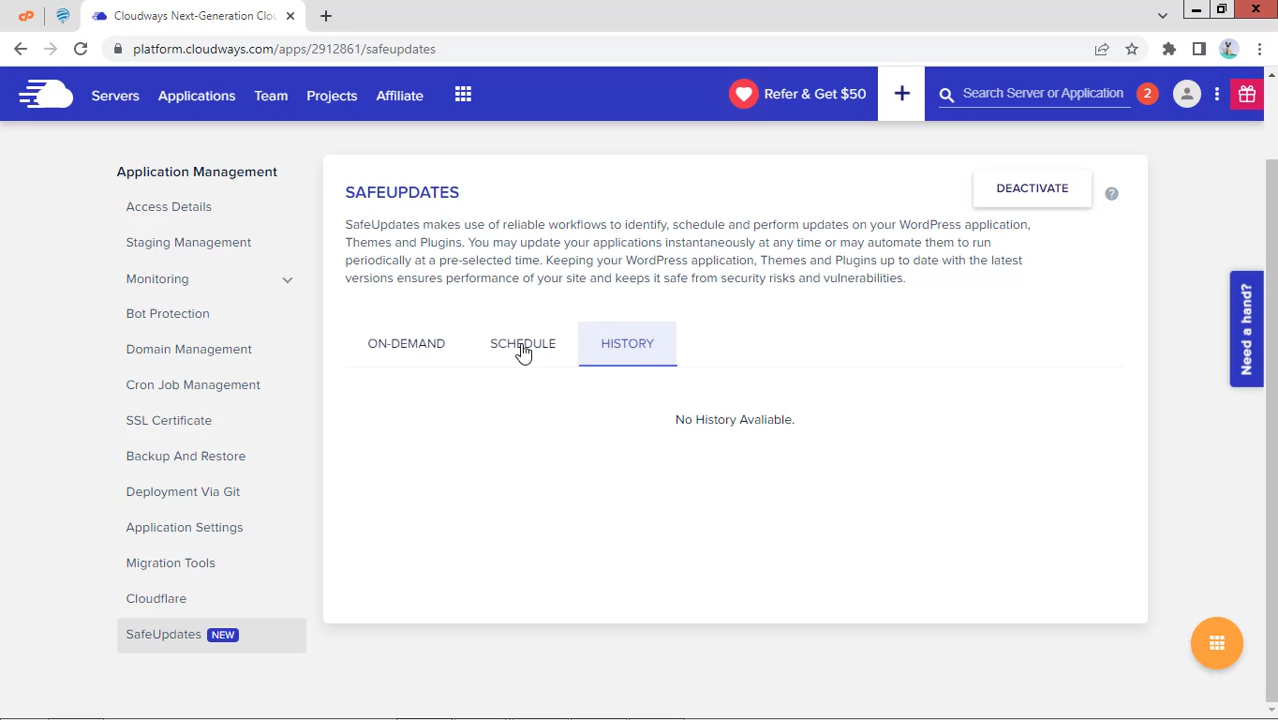 Cloudways Next-Generation Clou
platform.cloudways.com/apps/2912861/safeupdates
Servers
Applications
Team
Projects
Affiliate
Refer & Get $50
+
Search Server or Application
2
Application Management
Access Details
Staging Management
Monitoring
Bot Protection
Domain Management
Cron Job Management
SSL Certificate
Backup And Restore
Deployment Via Git
Application Settings
Migration Tools
Cloudflare
SafeUpdates NEW
SAFEUPDATES
DEACTIVATE
?
SafeUpdates makes use of reliable workflows to identify, schedule and perform updates on your WordPress application,
Themes and Plugins. You may update your applications instantaneously at any time or may automate them to run
periodically at a pre-selected time. Keeping your WordPress application, Themes and Plugins up to date with the latest
versions ensures performance of your site and keeps it safe from security risks and vulnerabilities.
ON-DEMAND
SCHEDULE
HISTORY
No History Avaliable.
Need a hand?